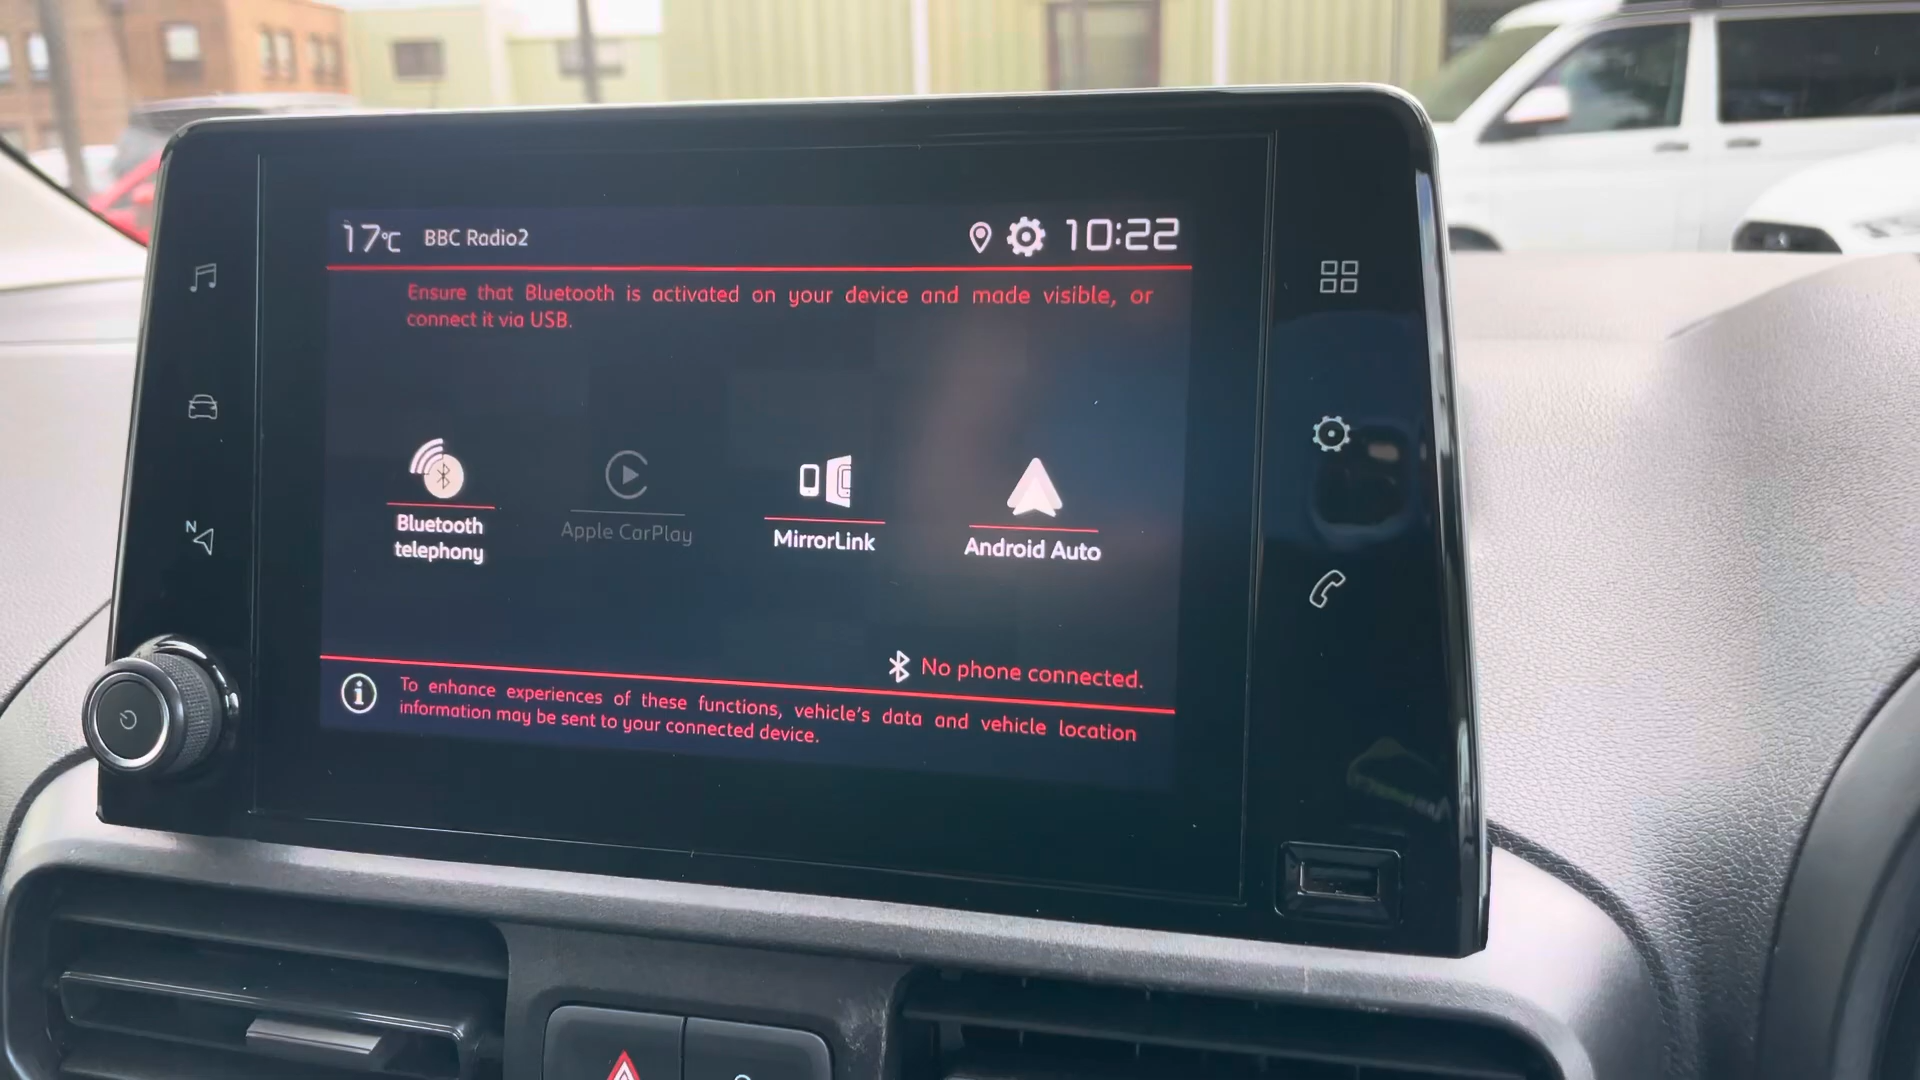 17°C BBC Radio2 10:22
Ensure that Bluetooth is activated on your device and made visible, or
connect it via USB.
Bluetooth
telephony
Apple CarPlay
MirrorLink
Android Auto
N
No phone connected.
To enhance experiences of these functions, vehicle's data and vehicle location
information may be sent to your connected device.